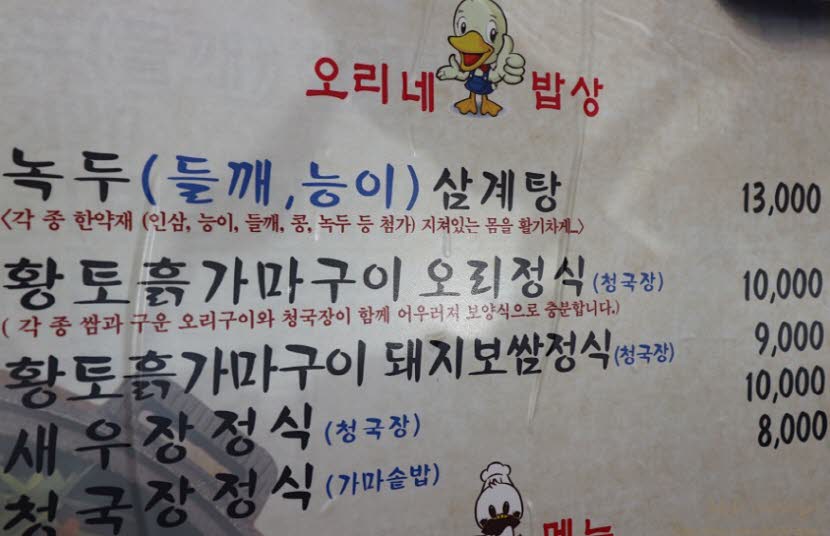 오리네 밥상
녹두(들깨,능이)삼계탕 13,000
<각 종 한약재 (인삼, 능이, 들깨, 콩, 녹두 등 첨가) 지쳐있는 몸을 활기차게...>
황토흙가마구이 오리정식(청국장) 10,000
( 각 종 쌈과 구운 오리구이와 청국장이 함께 어우러져 보양식으로 충분합니다.)
황토흙가마구이 돼지보쌈정식(청국장) 9,000
새우장정식(청국장) 10,000
청국장정식(가마솥밥) 8,000
메뉴